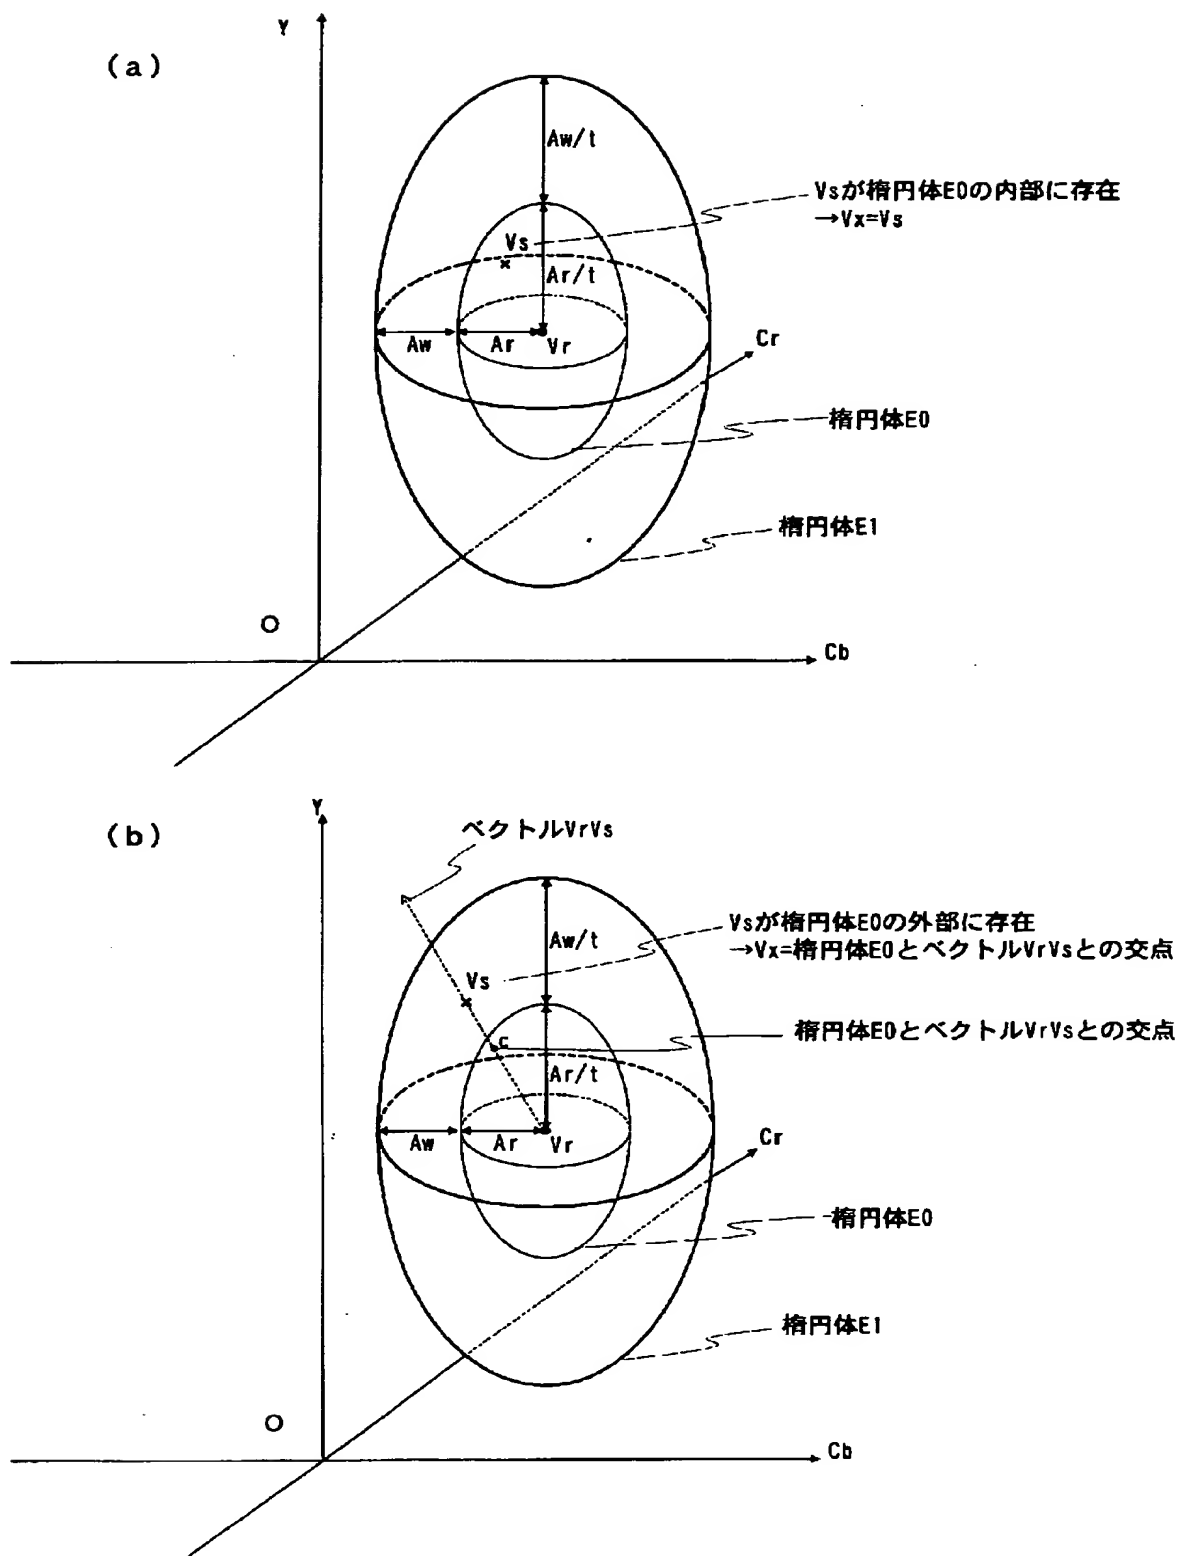 (a)
Y
Aw/t
Vsが楕円体E0の内部に存在
→Vx=Vs
Vs
Ar/t
Aw
Ar
Vr
Cr
楕円体E0
楕円体E1
O
Cb
(b)
Y
ベクトルVrVs
Aw/t
Vsが楕円体E0の外部に存在
→Vx=楕円体E0とベクトルVrVsとの交点
Vs
c
楕円体E0とベクトルVrVsとの交点
Ar/t
Aw
Ar
Vr
Cr
楕円体E0
楕円体E1
O
Cb